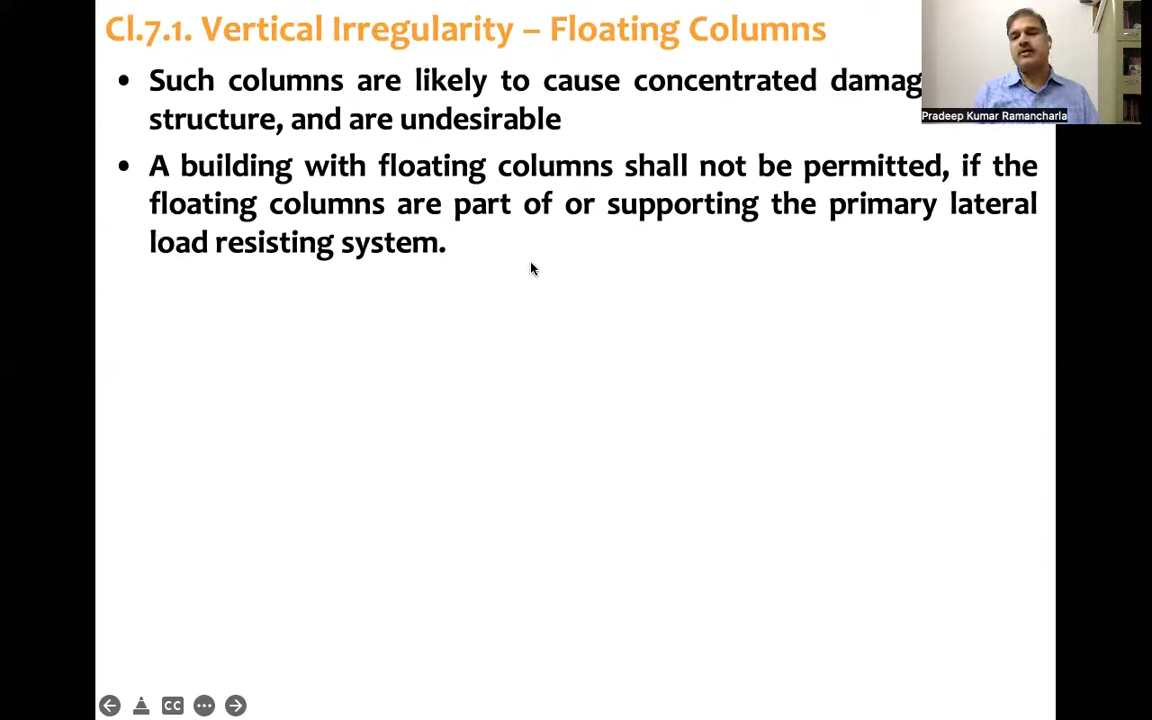 Cl.7.1. Vertical Irregularity – Floating Columns
• Such columns are likely to cause concentrated
structure, and are undesirable
• A building with floating columns shall not be permitted, if the
floating columns are part of or supporting the primary lateral
load resisting system.
Pradeep Kumar Ramancharla
CC